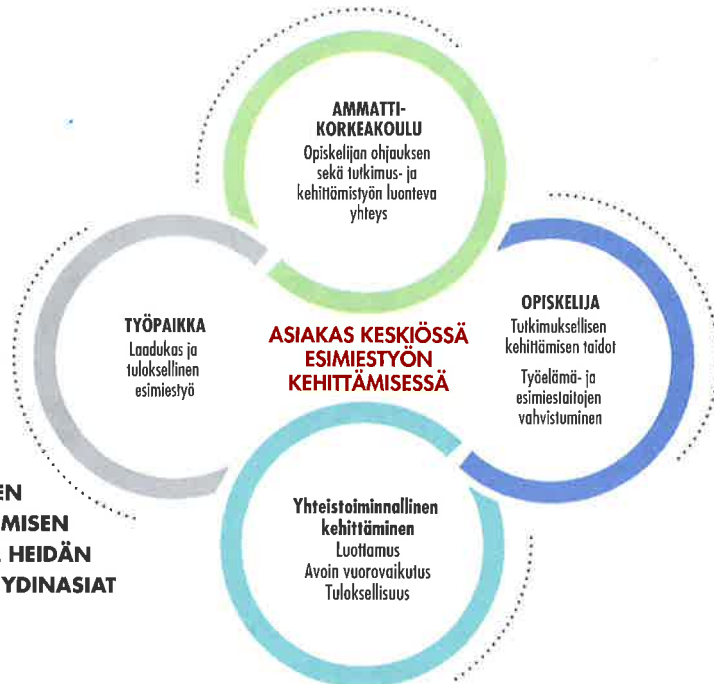 AMMATTI-
KORKEAKOULU
Opiskelijan ohjauksen
sekä tutkimus- ja
kehittämistyön luonteva
yhteys
TYÖPAIKKA
Laadukas ja
tuloksellinen
esimiestyö
ASIAKAS KESKIÖSSÄ
ESIMIESTYÖN
KEHITTÄMISESSÄ
OPISKELIJA
Tutkimuksellisen
kehittämisen taidot
Työelämä- ja
esimiestaitojen
vahvistuminen
Yhteistoiminnallinen
kehittäminen
Luottamus
Avoin vuorovaikutus
Tuloksellisuus
EN
MISEN
HEIDÄN
YDINASIAT